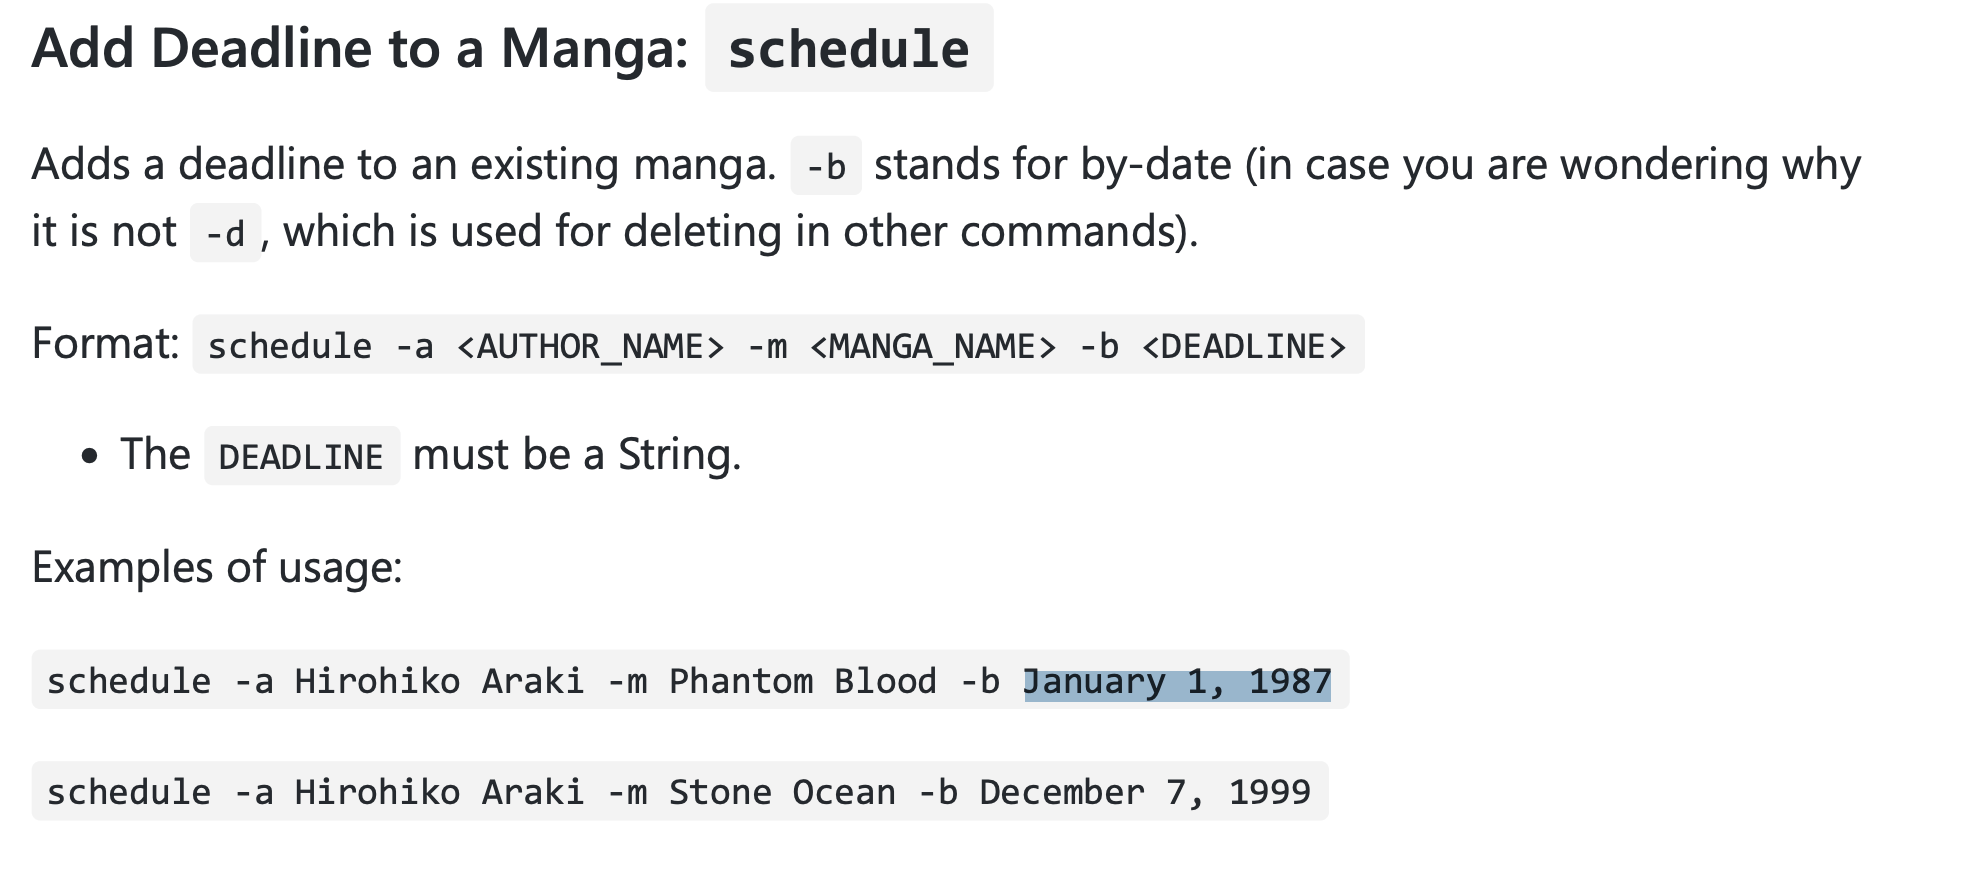 Add Deadline to a Manga: schedule
Adds a deadline to an existing manga. -b stands for by-date (in case you are wondering why
it is not -d, which is used for deleting in other commands).
Format: schedule -a <AUTHOR_NAME> -m <MANGA_NAME> -b <DEADLINE>
• The DEADLINE must be a String.
Examples of usage:
schedule -a Hirohiko Araki -m Phantom Blood -b January 1, 1987
schedule -a Hirohiko Araki -m Stone Ocean -b December 7, 1999